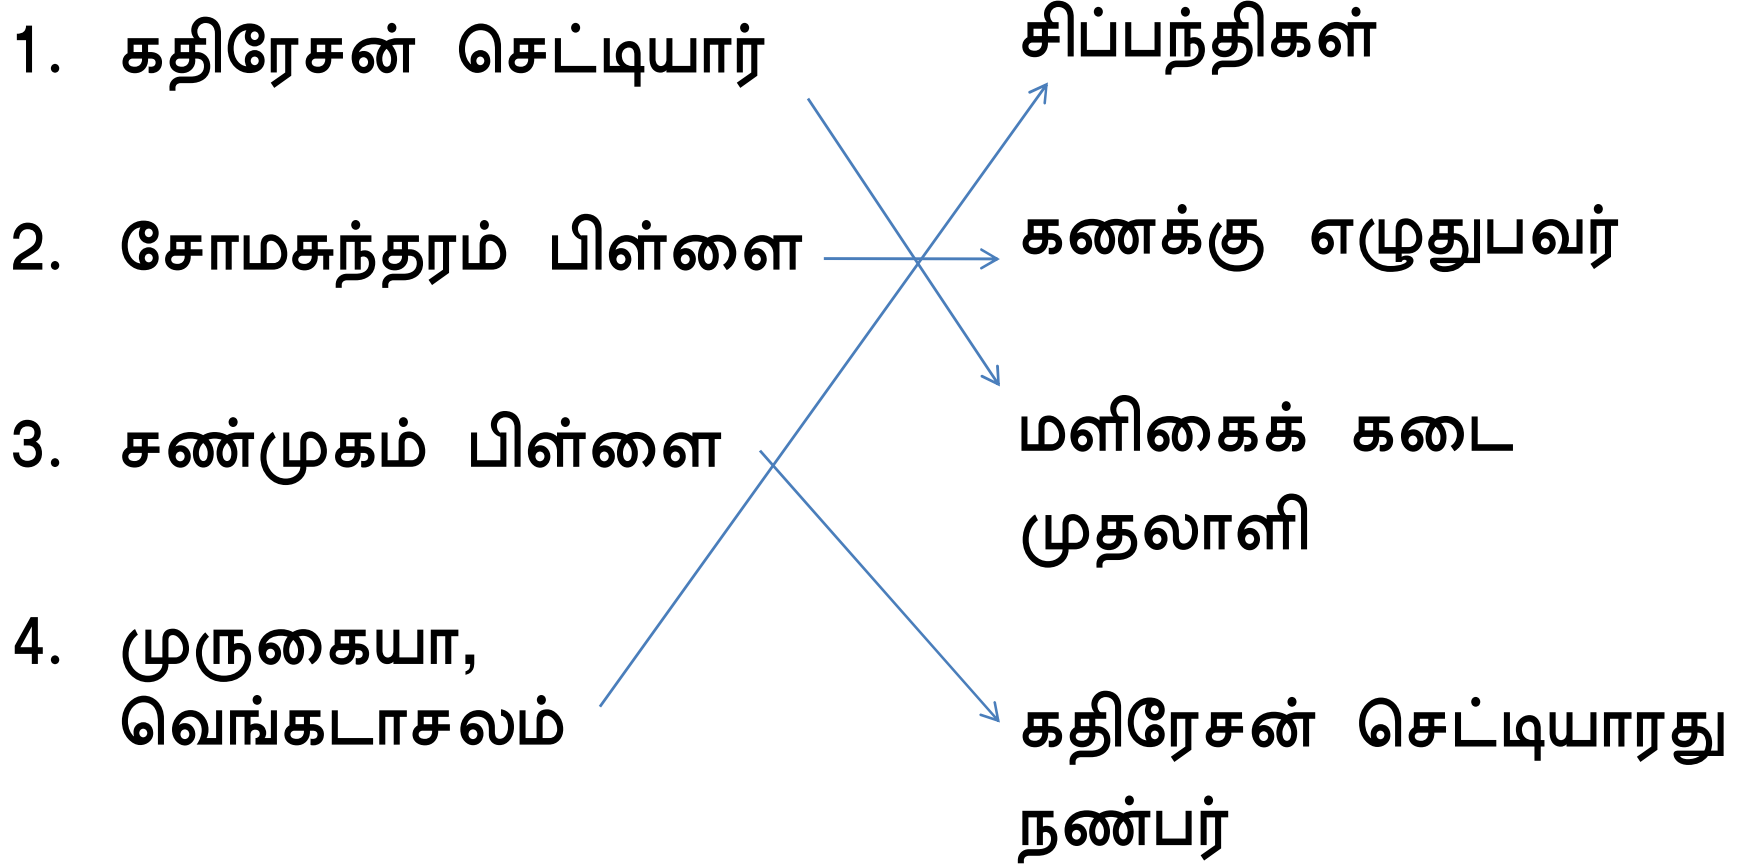 1. கதிரேசன் செட்டியார்
2. சோமசுந்தரம் பிள்ளை
3. சண்முகம் பிள்ளை
4. முருகையா,
வெங்கடாசலம்
சிப்பந்திகள்
கணக்கு எழுதுபவர்
மளிகைக் கடை
முதலாளி
கதிரேசன் செட்டியாரது
நண்பர்